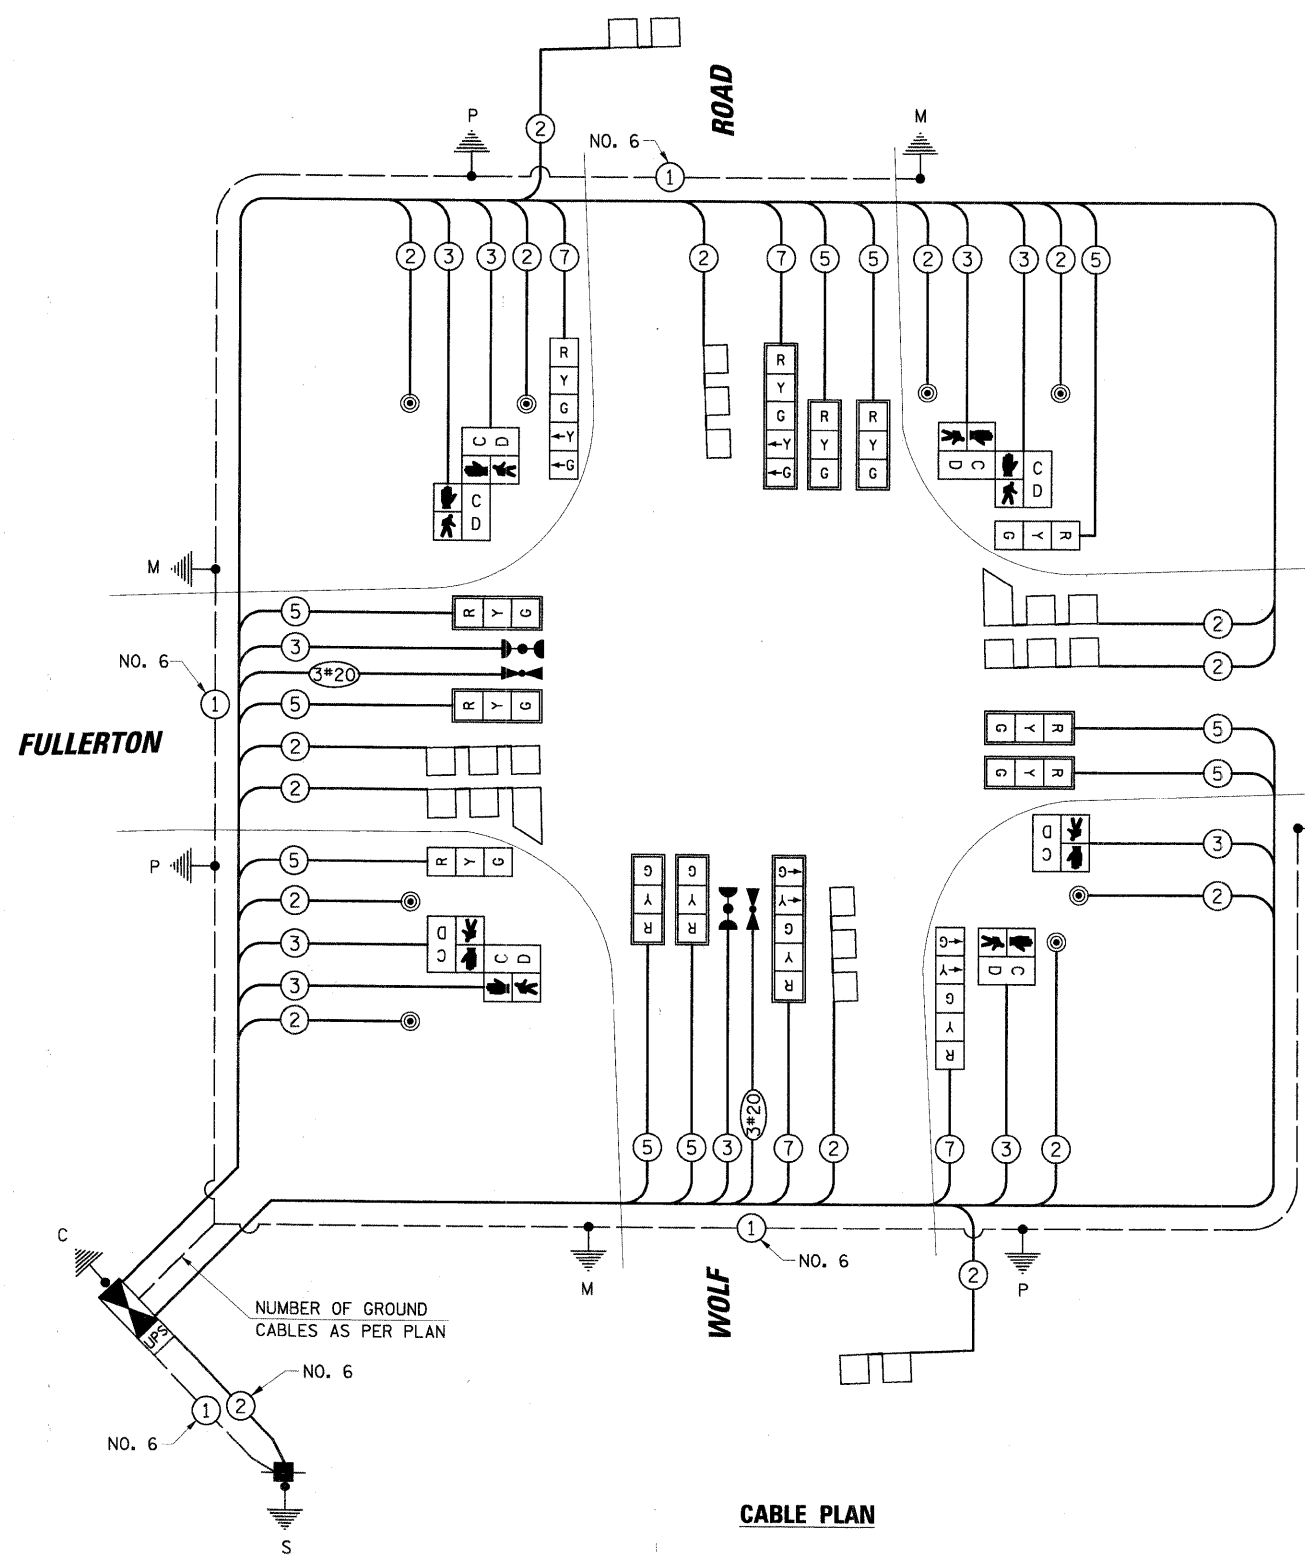 ROAD
P
M
NO. 6
2
1
2
3
3
2
7
2
7
5
5
2
3
3
2
5
R
Y
G
←Y
←G
R
Y
G
←Y
←G
R
Y
G
R
Y
G
C
D
C
D
C
D
C
D
R
Y
G
M
5
R Y G
3
3#20
5
R Y G
2
2
NO. 6
1
FULLERTON
2
2
G Y R
5
G Y R
5
P
5
R Y G
2
3
D
C
3
C D
2
D
C
3
2
G
Y
R
G
Y
R
←G
←Y
G
Y
R
←G
←Y
G
Y
R
D C
5
5
3
3#20
7
2
7
3
2
C
M
1
NO. 6
P
2
WOLF
NUMBER OF GROUND
CABLES AS PER PLAN
UPS
NO. 6
2
1
NO. 6
S
CABLE PLAN